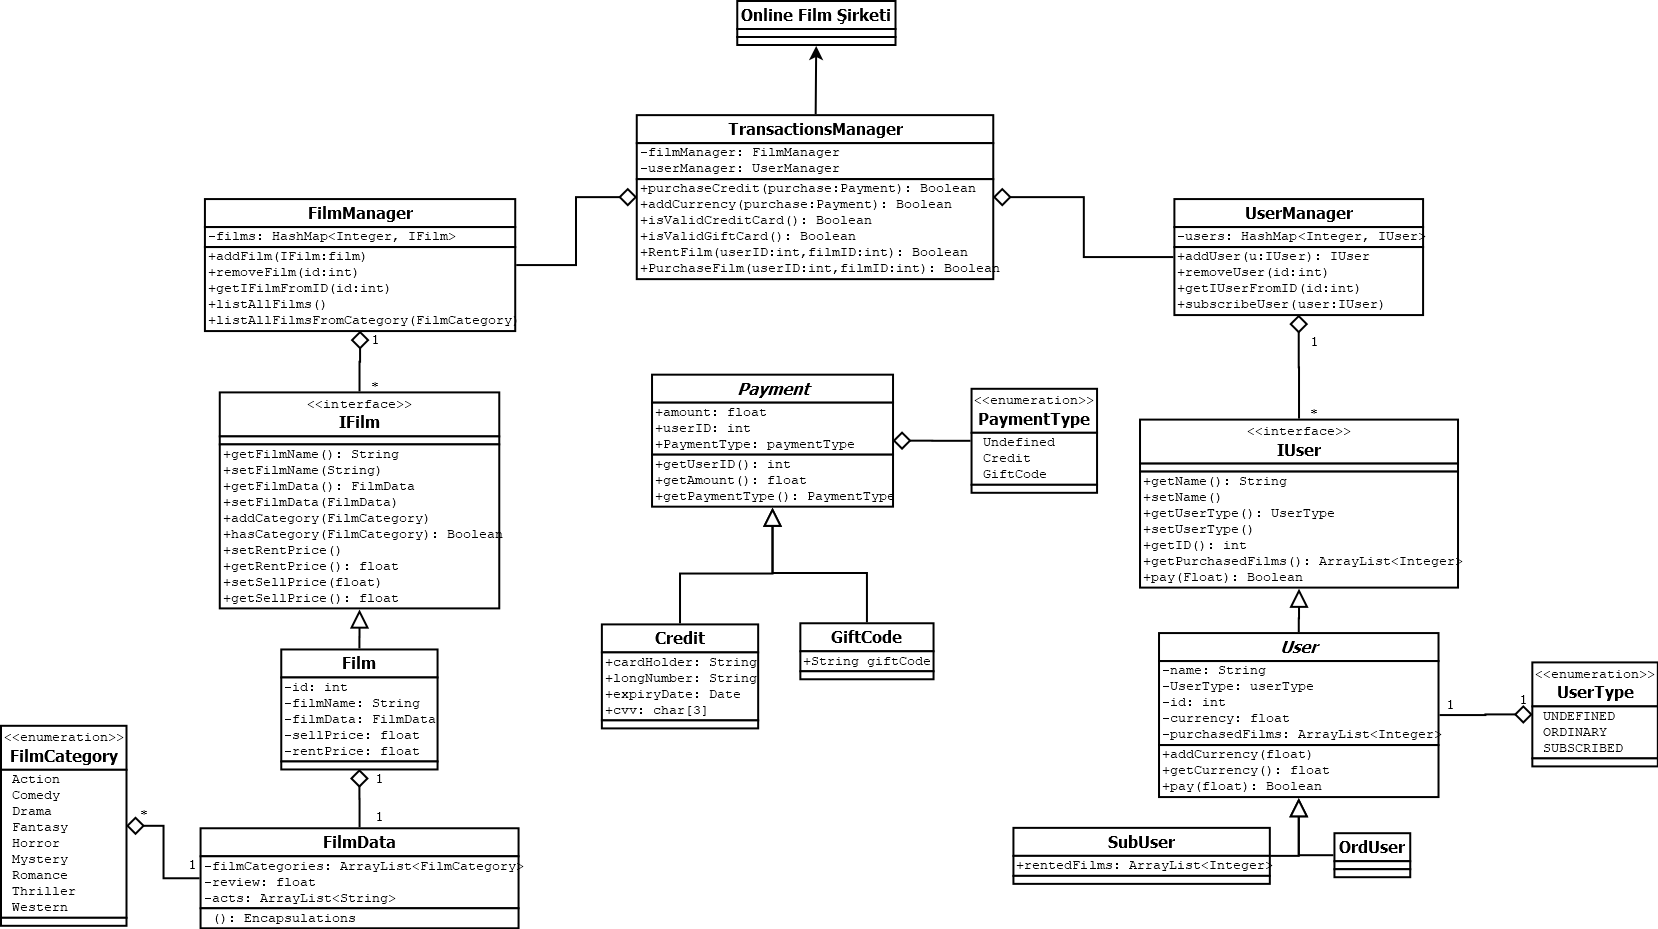 Online Film Şirketi
TransactionsManager
-filmManager: FilmManager
-userManager: UserManager
+purchaseCredit(purchase:Payment): Boolean
+addCurrency(purchase:Payment): Boolean
+isValidCreditCard(): Boolean
+isValidGiftCard(): Boolean
+RentFilm(userID:int,filmID:int): Boolean
+PurchaseFilm(userID:int,filmID:int): Boolean
FilmManager
-films: HashMap<Integer, IFilm>
+addFilm(IFilm:film)
+removeFilm(id:int)
+getIFilmFromID(id:int)
+listAllFilms()
+listAllFilmsFromCategory(FilmCategory)
1
*
UserManager
-users: HashMap<Integer, IUser>
+addUser(u:IUser): IUser
+removeUser(id:int)
+getIUserFromID(id:int)
+subscribeUser(user:IUser)
1
*
<<interface>>
IFilm
+getFilmName(): String
+setFilmName(String)
+getFilmData(): FilmData
+setFilmData(FilmData)
+addCategory(FilmCategory)
+hasCategory(FilmCategory): Boolean
+setRentPrice()
+getRentPrice(): float
+setSellPrice(float)
+getSellPrice(): float
Payment
+amount: float
+userID: int
+PaymentType: paymentType
+getUserID(): int
+getAmount(): float
+getPaymentType(): PaymentType
<<enumeration>>
PaymentType
Undefined
Credit
GiftCode
<<interface>>
IUser
+getName(): String
+setName()
+getUserType(): UserType
+setUserType()
+getID(): int
+getPurchasedFilms(): ArrayList<Integer>
+pay(Float): Boolean
Credit
+cardHolder: String
+longNumber: String
+expiryDate: Date
+cvv: char[3]
GiftCode
+String giftCode
Film
-id: int
-filmName: String
-filmData: FilmData
-sellPrice: float
-rentPrice: float
1
1
User
-name: String
-UserType: userType
-id: int
-currency: float
-purchasedFilms: ArrayList<Integer>
+addCurrency(float)
+getCurrency(): float
+pay(float): Boolean
1
1
<<enumeration>>
UserType
UNDEFINED
ORDINARY
SUBSCRIBED
<<enumeration>>
FilmCategory
Action
Comedy
Drama
Fantasy
Horror
Mystery
Romance
Thriller
Western
*
1
FilmData
-filmCategories: ArrayList<FilmCategory>
-review: float
-acts: ArrayList<String>
(): Encapsulations
SubUser
+rentedFilms: ArrayList<Integer>
OrdUser